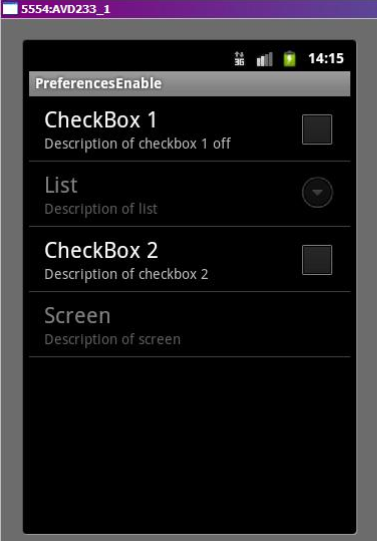 5554:AVD233_1
3G 14:15
PreferencesEnable
CheckBox 1
Description of checkbox 1 off
List
Description of list
CheckBox 2
Description of checkbox 2
Screen
Description of screen